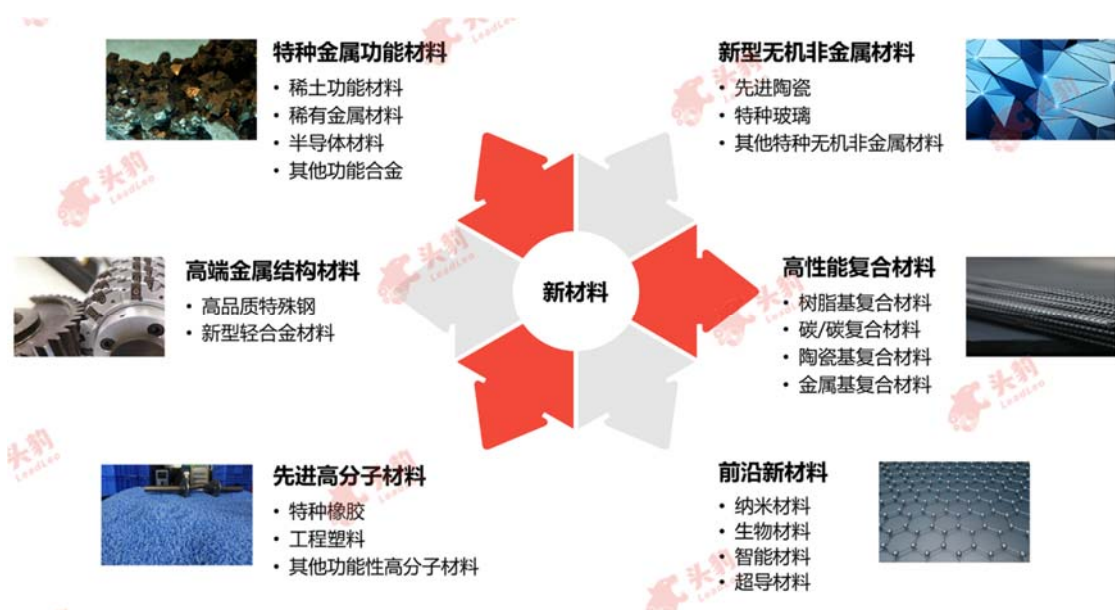 特种金属功能材料
• 稀土功能材料
• 稀有金属材料
• 半导体材料
• 其他功能合金
新型无机非金属材料
• 先进陶瓷
• 特种玻璃
• 其他特种无机非金属材料
高端金属结构材料
• 高品质特殊钢
• 新型轻合金材料
新材料
高性能复合材料
• 树脂基复合材料
• 碳/碳复合材料
• 陶瓷基复合材料
• 金属基复合材料
先进高分子材料
• 特种橡胶
• 工程塑料
• 其他功能性高分子材料
前沿新材料
• 纳米材料
• 生物材料
• 智能材料
• 超导材料
头豹
LeadLeo